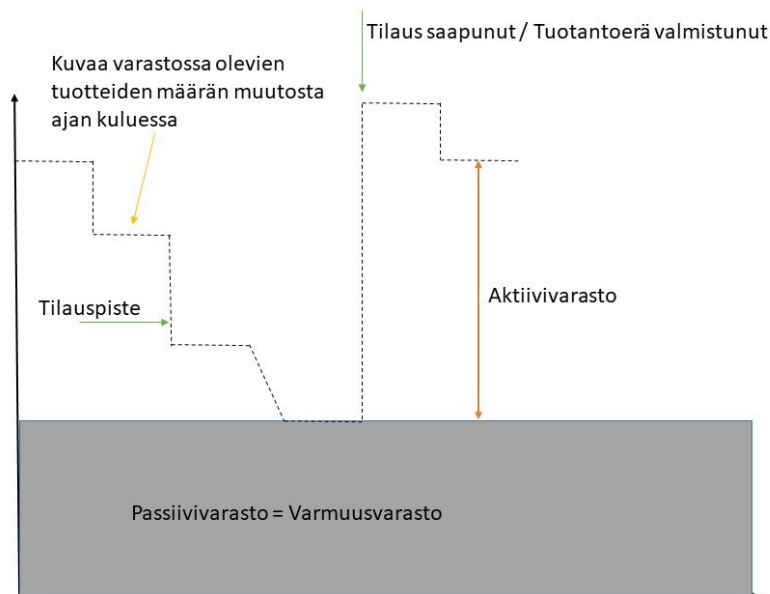 Tilaus saapunut / Tuotantoerä valmistunut
Kuvaa varastossa olevien
tuotteiden määrän muutosta
ajan kuluessa
Tilauspiste
Aktiivivarasto
Passiivivarasto = Varmuusvarasto